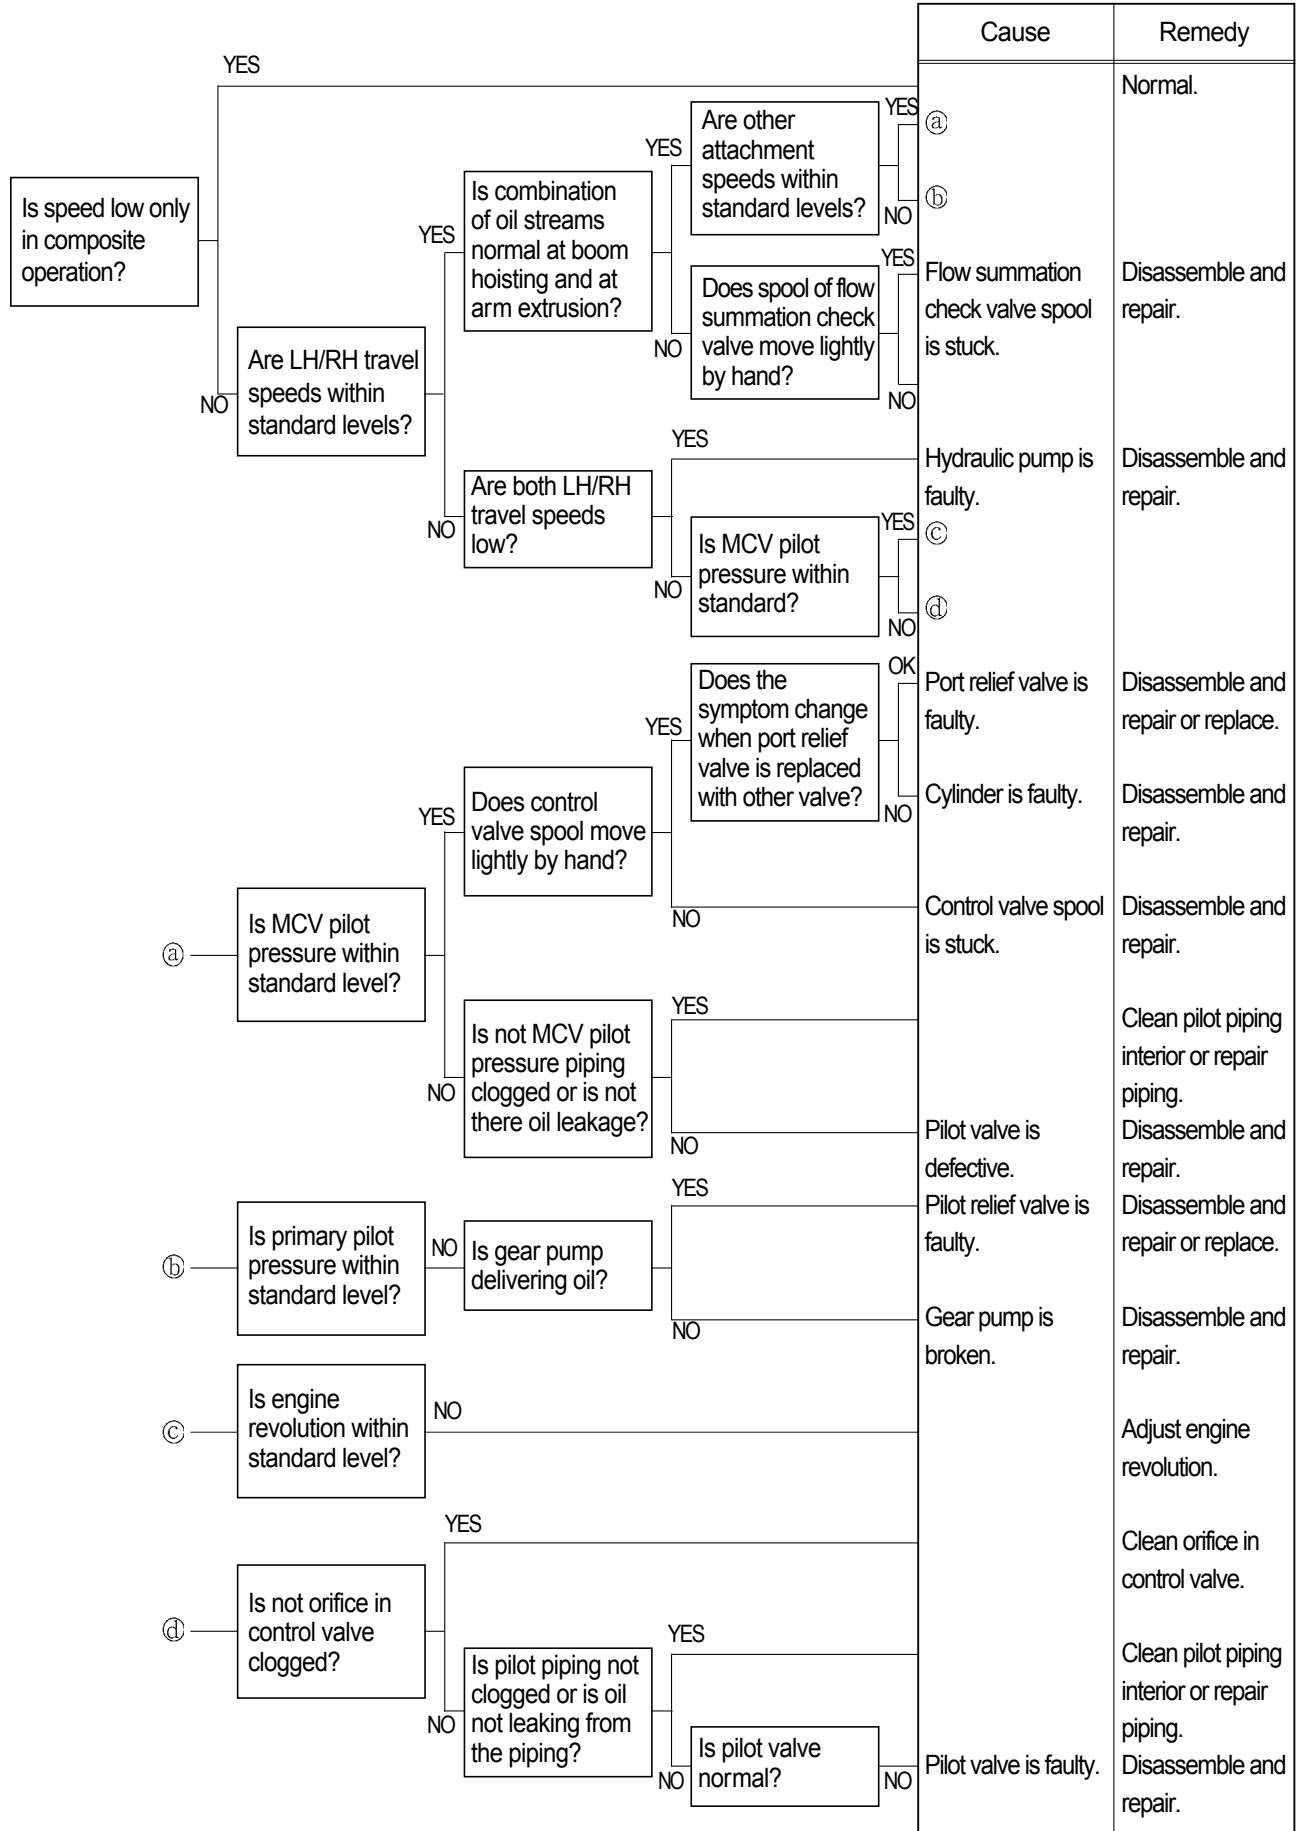 Cause
Remedy
YES
Normal.
Is speed low only
in composite
operation?
NO
Are LH/RH travel
speeds within
standard levels?
YES
Is combination
of oil streams
normal at boom
hoisting and at
arm extrusion?
YES
Are other
attachment
speeds within
standard levels?
YES
ⓐ
NO
ⓑ
NO
Does spool of flow
summation check
valve move lightly
by hand?
YES
Flow summation
check valve spool
is stuck.
Disassemble and
repair.
NO
NO
Are both LH/RH
travel speeds
low?
YES
Hydraulic pump is
faulty.
Disassemble and
repair.
NO
Is MCV pilot
pressure within
standard?
YES
ⓒ
NO
ⓓ
ⓐ
Is MCV pilot
pressure within
standard level?
YES
Does control
valve spool move
lightly by hand?
YES
Does the
symptom change
when port relief
valve is replaced
with other valve?
OK
Port relief valve is
faulty.
Disassemble and
repair or replace.
NO
Cylinder is faulty.
Disassemble and
repair.
NO
Control valve spool
is stuck.
Disassemble and
repair.
NO
Is not MCV pilot
pressure piping
clogged or is not
there oil leakage?
YES
Clean pilot piping
interior or repair
piping.
NO
Pilot valve is
defective.
Disassemble and
repair.
ⓑ
Is primary pilot
pressure within
standard level?
NO
Is gear pump
delivering oil?
YES
Pilot relief valve is
faulty.
Disassemble and
repair or replace.
NO
Gear pump is
broken.
Disassemble and
repair.
ⓒ
Is engine
revolution within
standard level?
NO
Adjust engine
revolution.
ⓓ
Is not orifice in
control valve
clogged?
YES
Clean orifice in
control valve.
NO
Is pilot piping not
clogged or is oil
not leaking from
the piping?
YES
Clean pilot piping
interior or repair
piping.
NO
Is pilot valve
normal?
NO
Pilot valve is faulty.
Disassemble and
repair.